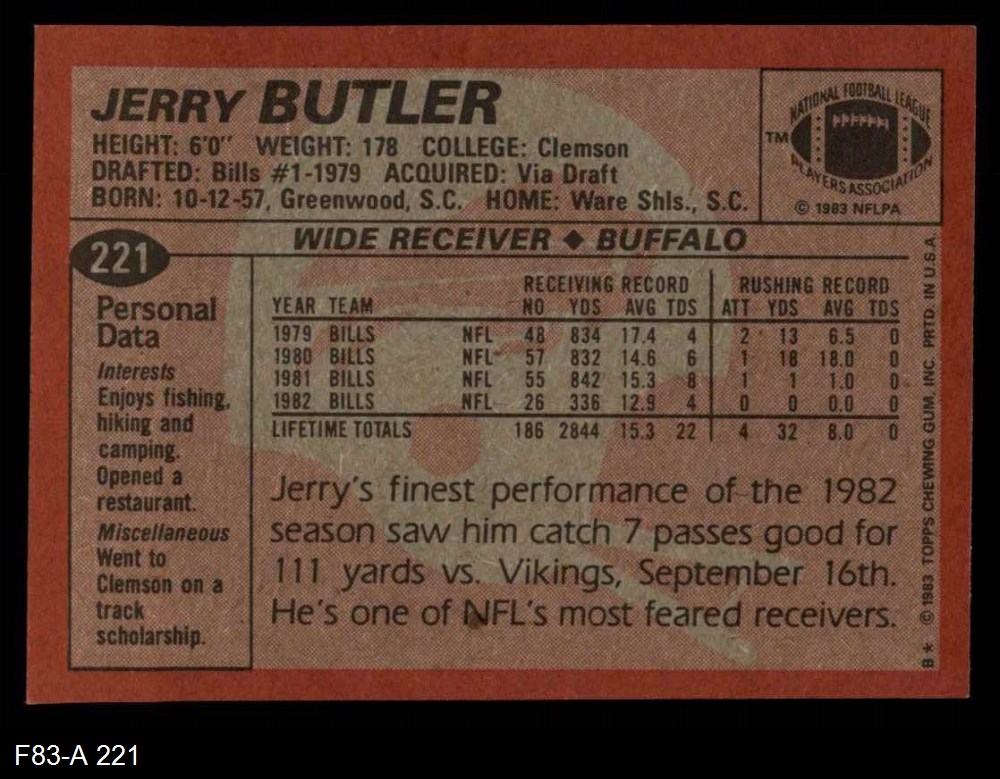 JERRY BUTLER
HEIGHT: 6'0" WEIGHT: 178 COLLEGE: Clemson
DRAFTED: Bills #1-1979 ACQUIRED: Via Draft
BORN: 10-12-57, Greenwood, S.C. HOME: Ware Shls., S.C.
NATIONAL FOOTBALL LEAGUE
TM
PLAYERS ASSOCIATION
© 1983 NFLPA
221
WIDE RECEIVER ◆ BUFFALO
Personal
Data
Interests
Enjoys fishing,
hiking and
camping.
Opened a
restaurant.
Miscellaneous
Went to
Clemson on a
track
scholarship.
RECEIVING RECORD RUSHING RECORD
YEAR TEAM NO YDS AVG TDS ATT YDS AVG TDS
1979 BILLS NFL 48 834 17.4 4 2 13 6.5 0
1980 BILLS NFL 57 832 14.6 6 1 18 18.0 0
1981 BILLS NFL 55 842 15.3 8 1 1 1.0 0
1982 BILLS NFL 26 336 12.9 4 0 0 0.0 0
LIFETIME TOTALS 186 2844 15.3 22 4 32 8.0 0
Jerry's finest performance of the 1982
season saw him catch 7 passes good for
111 yards vs. Vikings, September 16th.
He's one of NFL's most feared receivers.
B* © 1983 TOPPS CHEWING GUM, INC. PRTD. IN U.S.A.
F83-A 221